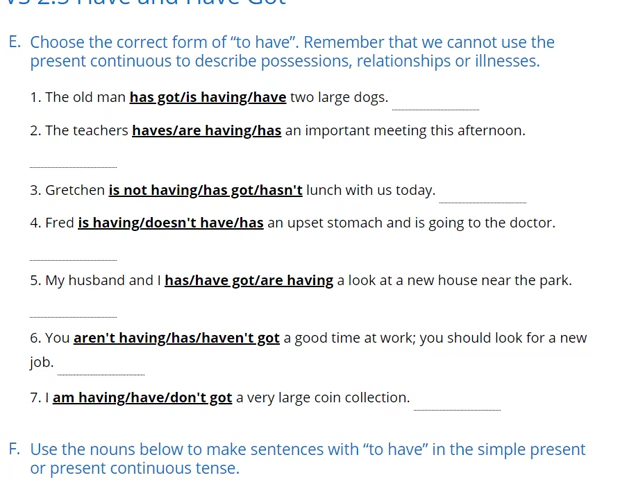 V3 2.3 Have and Have Got
E. Choose the correct form of “to have”. Remember that we cannot use the
present continuous to describe possessions, relationships or illnesses.
1. The old man has got/is having/have two large dogs.
2. The teachers haves/are having/has an important meeting this afternoon.
3. Gretchen is not having/has got/hasn't lunch with us today.
4. Fred is having/doesn't have/has an upset stomach and is going to the doctor.
5. My husband and I has/have got/are having a look at a new house near the park.
6. You aren't having/has/haven't got a good time at work; you should look for a new
job.
7. I am having/have/don't got a very large coin collection.
F. Use the nouns below to make sentences with “to have” in the simple present
or present continuous tense.